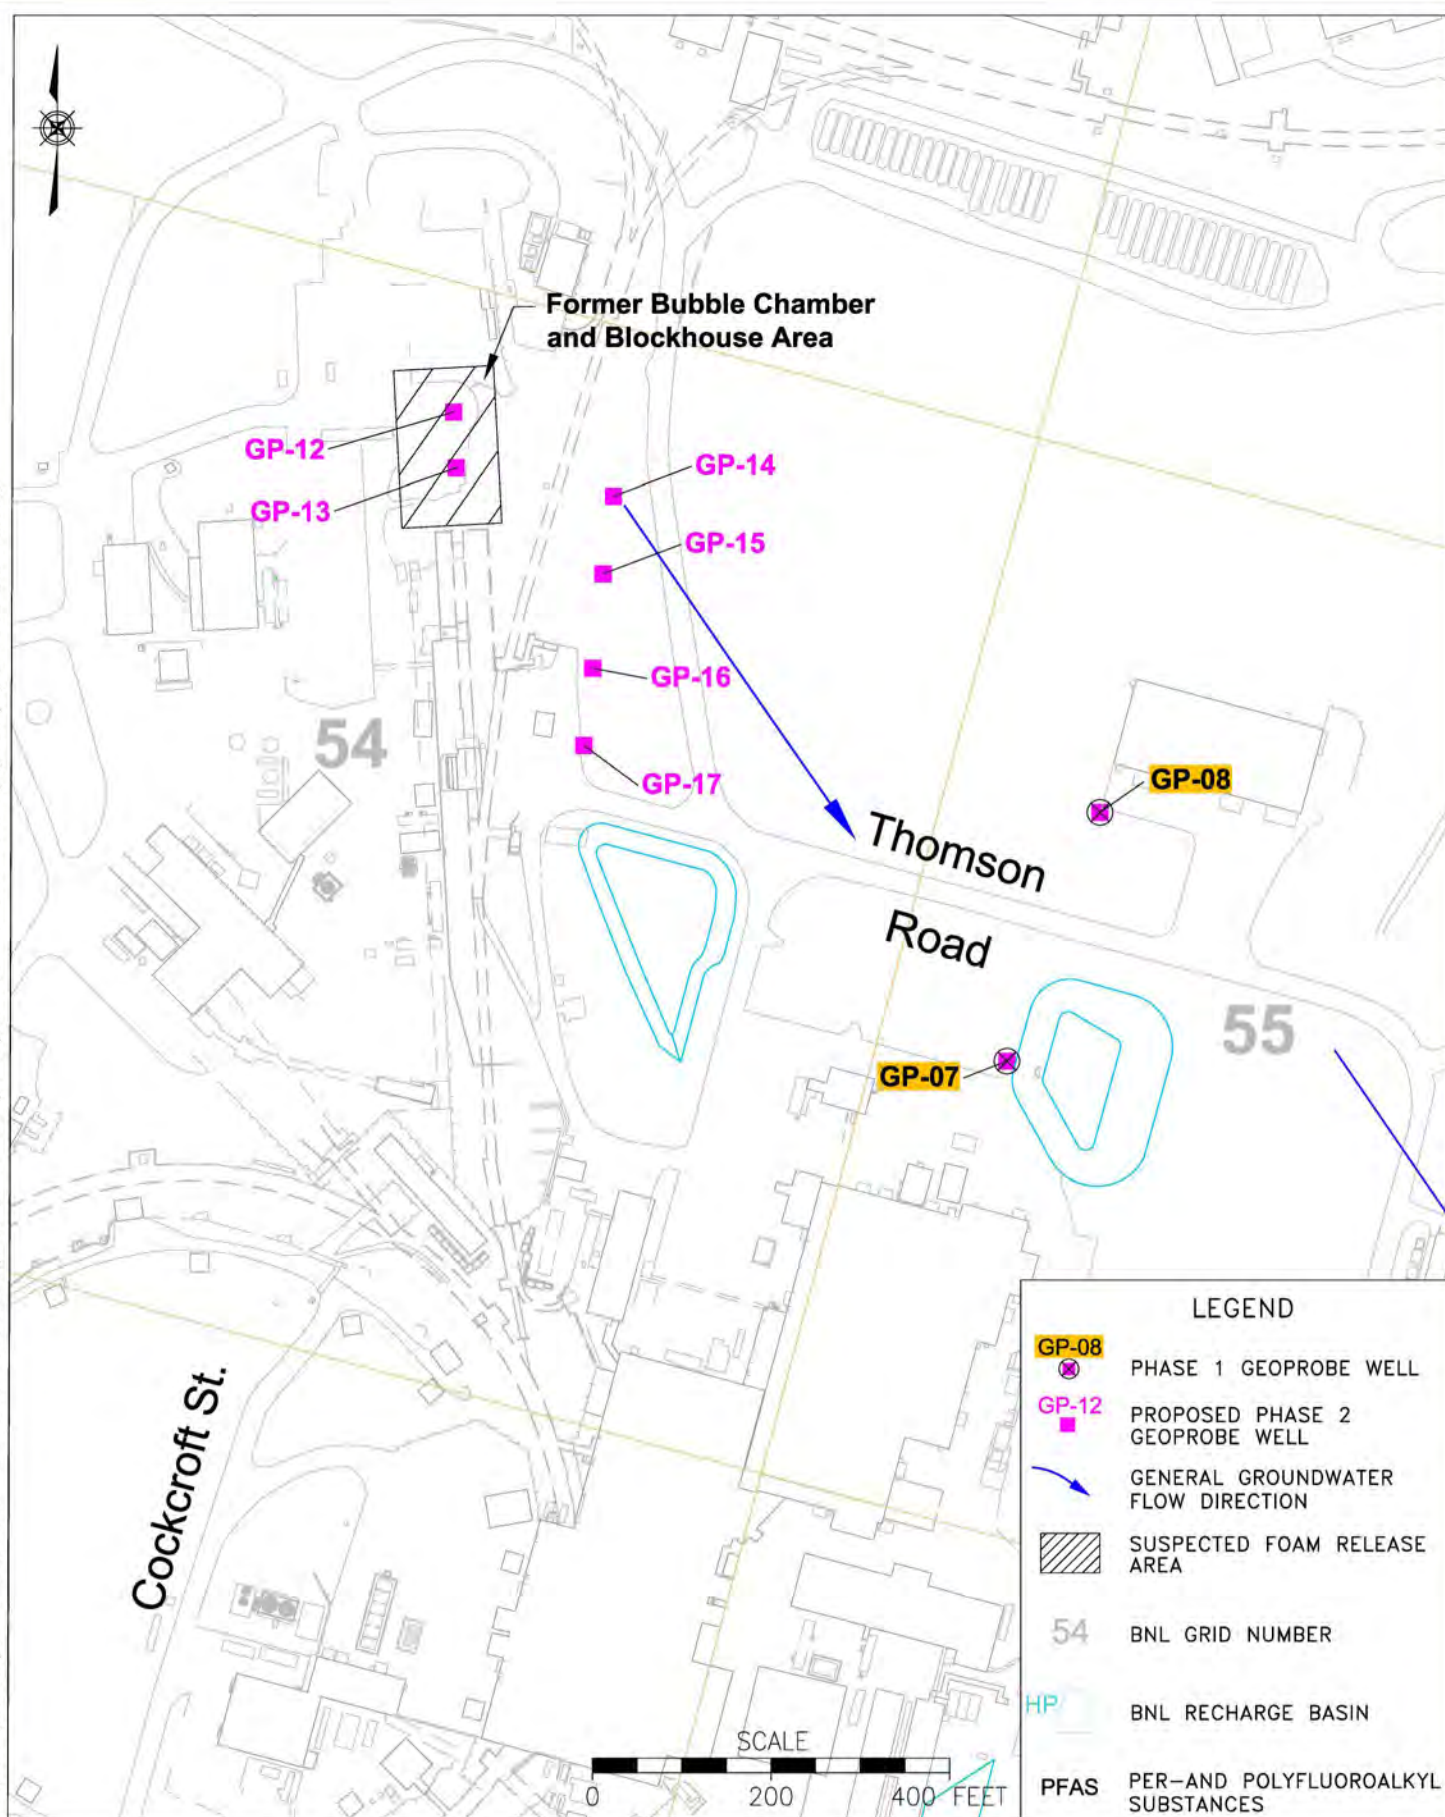 Former Bubble Chamber
and Blockhouse Area
GP-12
GP-13
GP-14
GP-15
GP-16
GP-17
54
GP-08
Thomson
Road
55
GP-07
Cockcroft St.
SCALE
0 200 400 FEET
LEGEND
GP-08
PHASE 1 GEOPROBE WELL
GP-12
PROPOSED PHASE 2
GEOPROBE WELL
GENERAL GROUNDWATER
FLOW DIRECTION
SUSPECTED FOAM RELEASE
AREA
54 BNL GRID NUMBER
HP BNL RECHARGE BASIN
PFAS PER-AND POLYFLUOROALKYL
SUBSTANCES